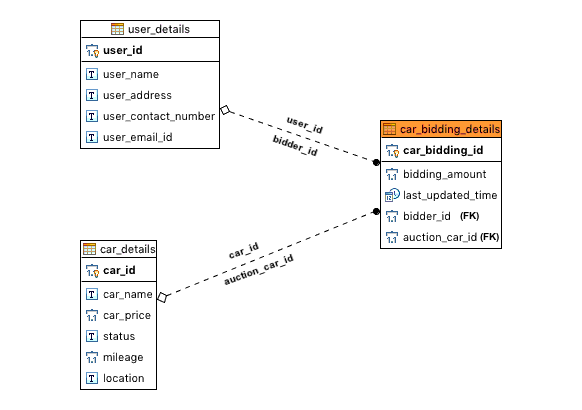 user_details
user_id
user_name
user_address
user_contact_number
user_email_id
user_id
bidder_id
car_bidding_details
car_bidding_id
bidding_amount
last_updated_time
bidder_id (FK)
auction_car_id (FK)
car_id
auction_car_id
car_details
car_id
car_name
car_price
status
mileage
location